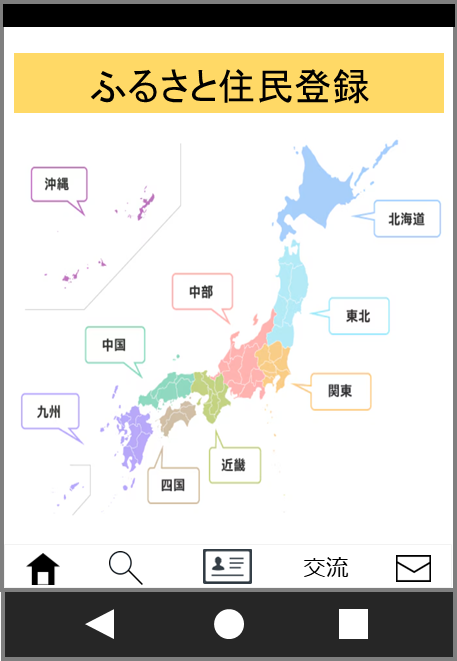 ふるさと住民登録
沖縄
北海道
中部
東北
中国
関東
九州
近畿
四国
交流